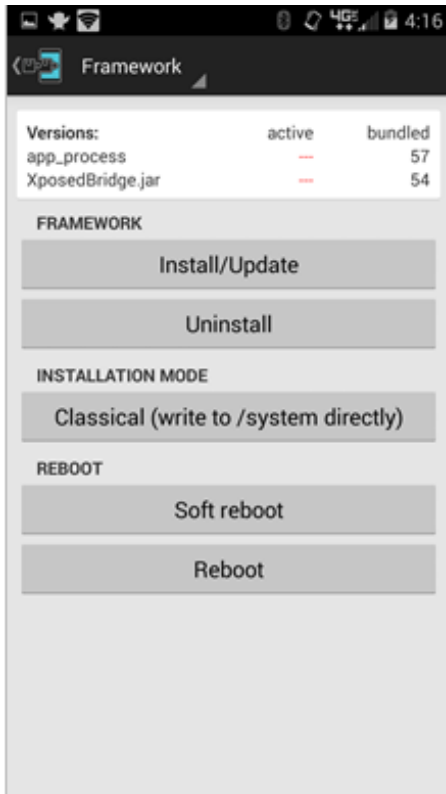 4G 4:16
Framework
Versions: active bundled
app_process --- 57
XposedBridge.jar --- 54
FRAMEWORK
Install/Update
Uninstall
INSTALLATION MODE
Classical (write to /system directly)
REBOOT
Soft reboot
Reboot